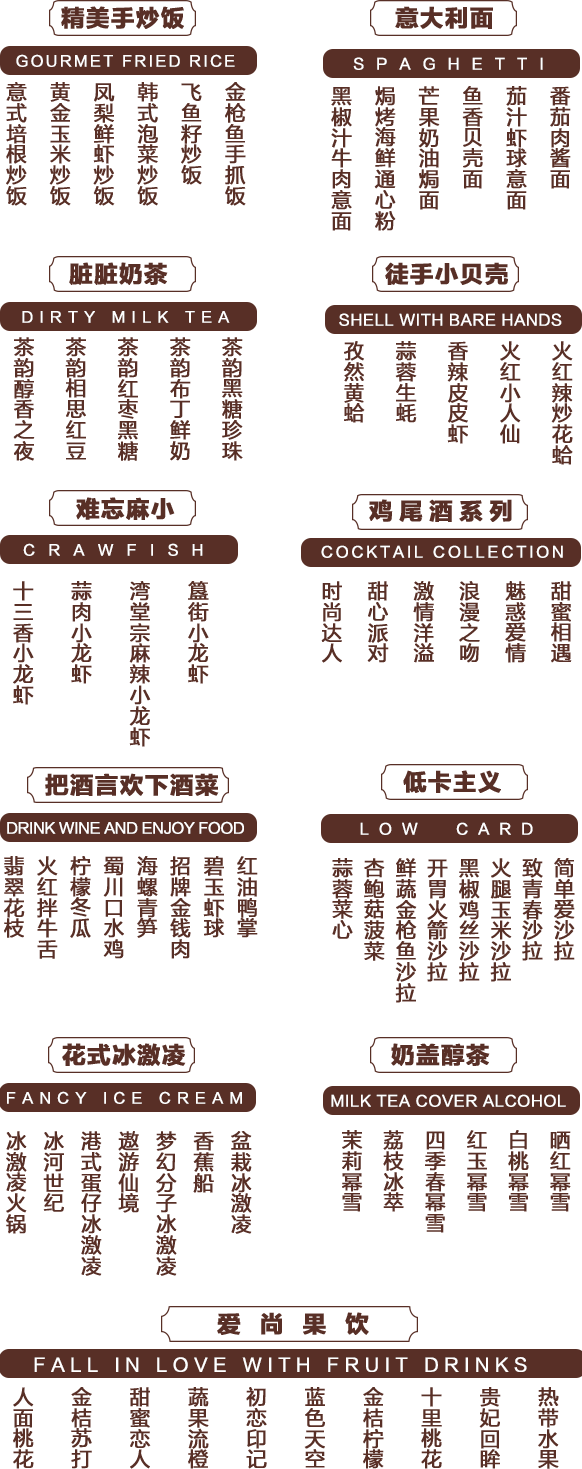 精美手炒饭
GOURMET FRIED RICE
意式培根炒饭
黄金玉米炒饭
凤梨鲜虾炒饭
韩式泡菜炒饭
飞鱼籽炒饭
金枪鱼手抓饭
意大利面
SPAGHETTI
黑椒汁牛肉意面
焗烤海鲜通心粉
芒果奶油焗面
鱼香贝壳面
茄汁虾球意面
番茄肉酱面
脏脏奶茶
DIRTY MILK TEA
茶韵醇香之夜
茶韵相思红豆
茶韵红枣黑糖
茶韵布丁鲜奶
茶韵黑糖珍珠
徒手小贝壳
SHELL WITH BARE HANDS
孜然黄蛤
蒜蓉生蚝
香辣皮皮虾
火红小人仙
火红辣炒花蛤
难忘麻小
CRAWFISH
十三香小龙虾
蒜肉小龙虾
湾堂宗麻辣小龙虾
簋街小龙虾
鸡尾酒系列
COCKTAIL COLLECTION
时尚达人
甜心派对
激情洋溢
浪漫之吻
魅惑爱情
甜蜜相遇
把酒言欢下酒菜
DRINK WINE AND ENJOY FOOD
翡翠花枝
火红拌牛舌
柠檬冬瓜
蜀川口水鸡
海螺青笋
招牌金钱肉
碧玉虾球
红油鸭掌
低卡主义
LOW CARD
蒜蓉菜心
杏鲍菇菠菜
鲜蔬金枪鱼沙拉
开胃火箭沙拉
黑椒鸡丝沙拉
火腿玉米沙拉
致青春沙拉
简单爱沙拉
花式冰激凌
FANCY ICE CREAM
冰激凌火锅
冰河世纪
港式蛋仔冰激凌
遨游仙境
梦幻分子冰激凌
香蕉船
盆栽冰激凌
奶盖醇茶
MILK TEA COVER ALCOHOL
茉莉幂雪
荔枝冰萃
四季春幂雪
红玉幂雪
白桃幂雪
晒红幂雪
爱尚果饮
FALL IN LOVE WITH FRUIT DRINKS
人面桃花
金桔苏打
甜蜜恋人
蔬果流橙
初恋印记
蓝色天空
金桔柠檬
十里桃花
贵妃回眸
热带水果